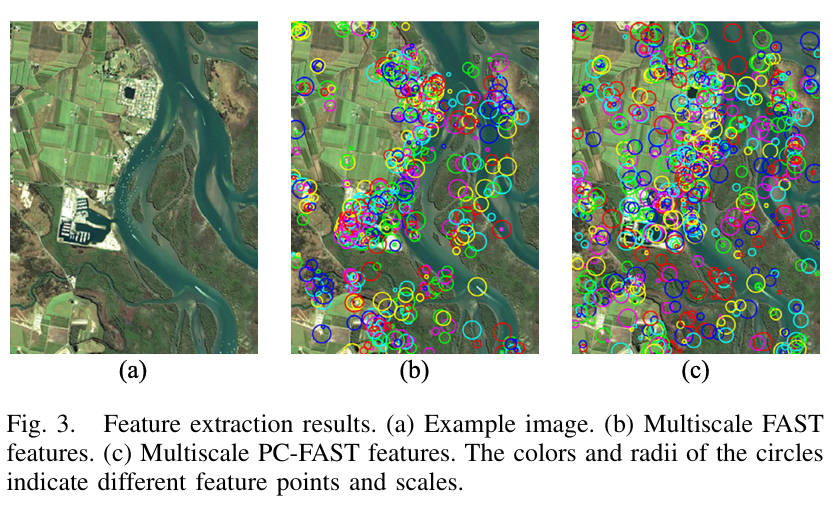 (a)
(b)
(c)
Fig. 3. Feature extraction results. (a) Example image. (b) Multiscale FAST
features. (c) Multiscale PC-FAST features. The colors and radii of the circles
indicate different feature points and scales.